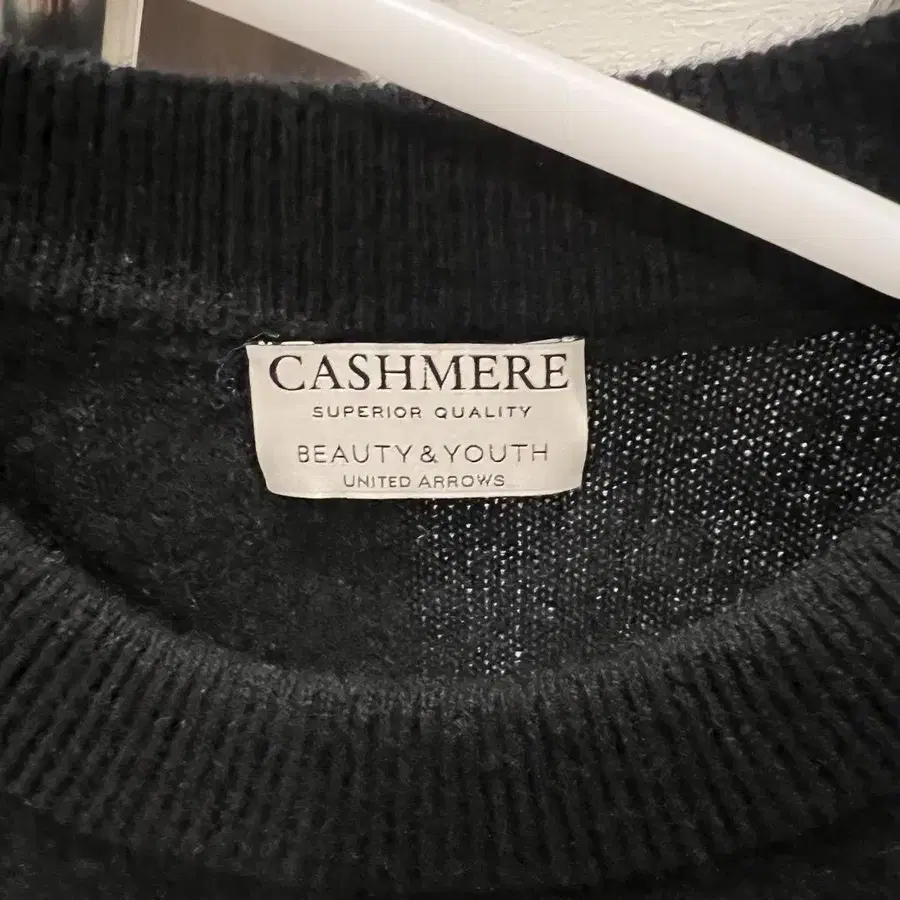 CASHMERE
SUPERIOR QUALITY
BEAUTY & YOUTH
UNITED ARROWS